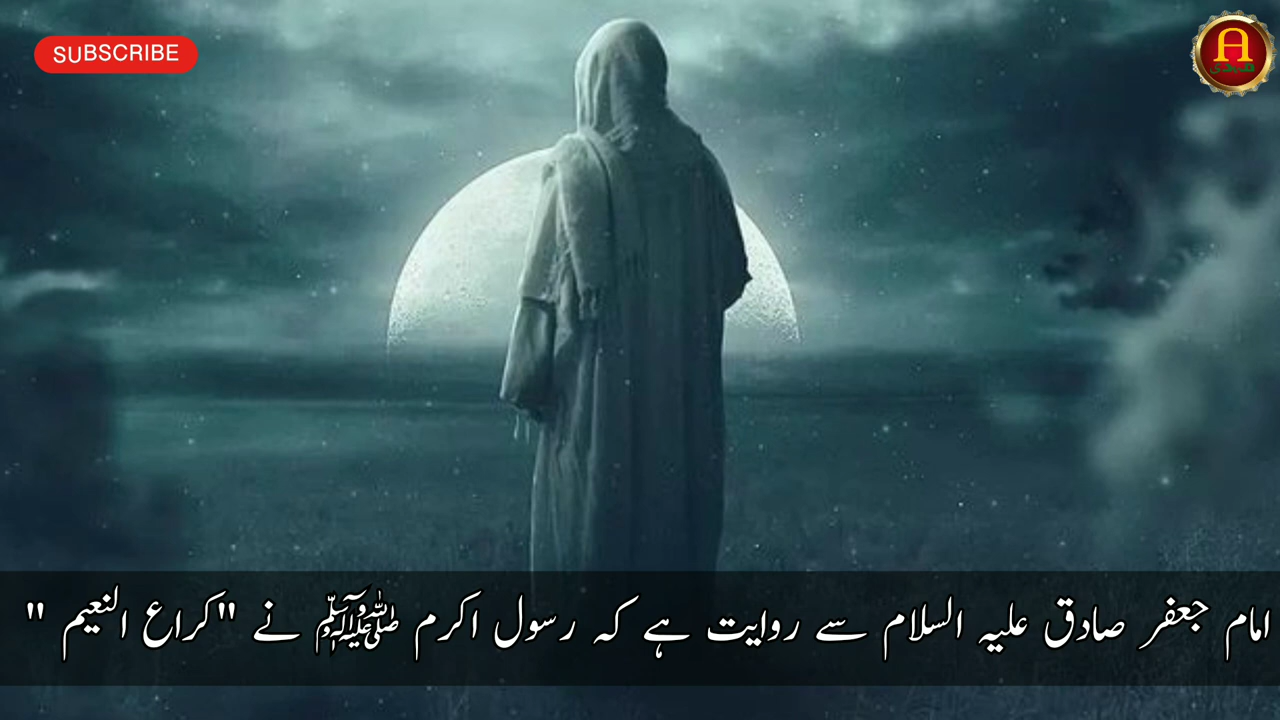 SUBSCRIBE
A
امام جعفر صادق علیہ السلام سے روایت ہے کہ رسول اکرم ﷺ نے "کراع النعیم "